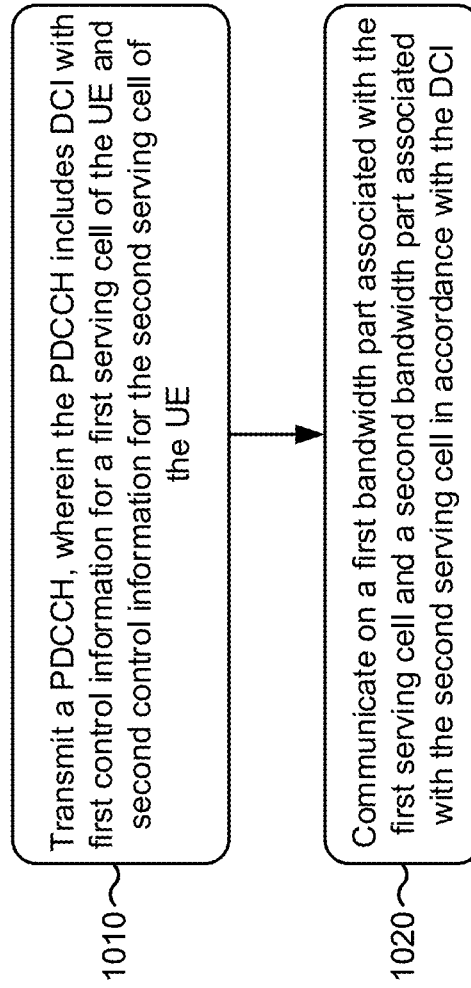 1010
Transmit a PDCCH, wherein the PDCCH includes DCI with
first control information for a first serving cell of the UE and
second control information for the second serving cell of
the UE
1020
Communicate on a first bandwidth part associated with the
first serving cell and a second bandwidth part associated
with the second serving cell in accordance with the DCI